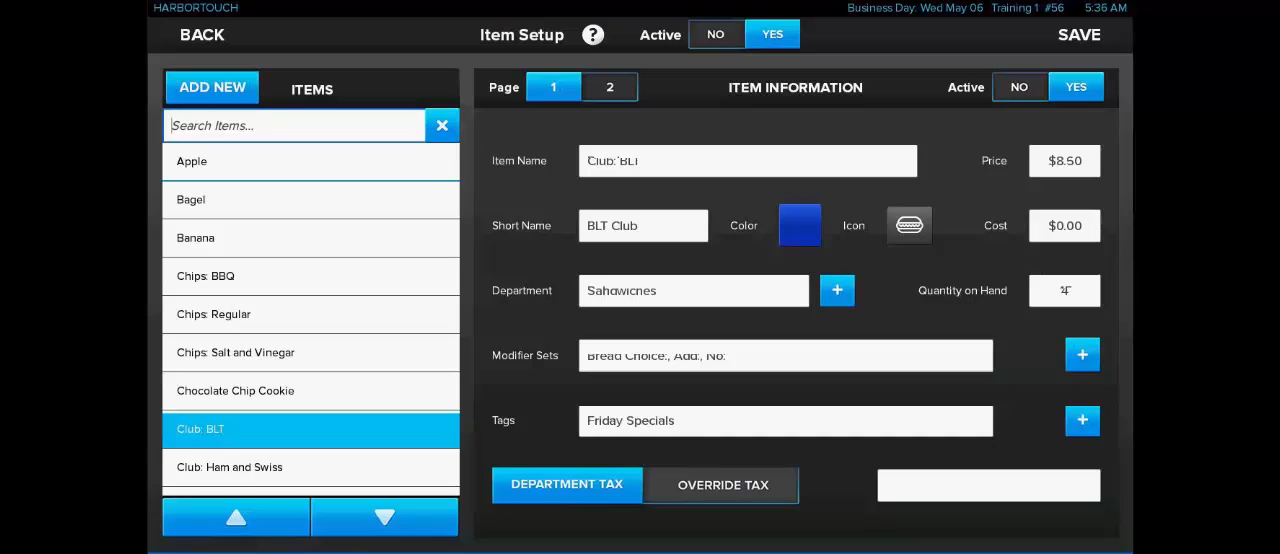 HARBORTOUCH
Business Day: Wed May 06 Training 1 #56 5:36 AM
BACK
Item Setup ? Active NO YES
SAVE
ADD NEW ITEMS
Search Items...
Apple
Bagel
Banana
Chips: BBQ
Chips: Regular
Chips: Salt and Vinegar
Chocolate Chip Cookie
Club: BLT
Club: Ham and Swiss
Page 1 2
ITEM INFORMATION
Active NO YES
Item Name Club: BLT
Price $8.50
Short Name BLT Club
Color
Icon
Cost $0.00
Department
+
Quantity on Hand
Modifier Sets Bread Choice:, Add:, No:
+
Tags Friday Specials
+
DEPARTMENT TAX OVERRIDE TAX